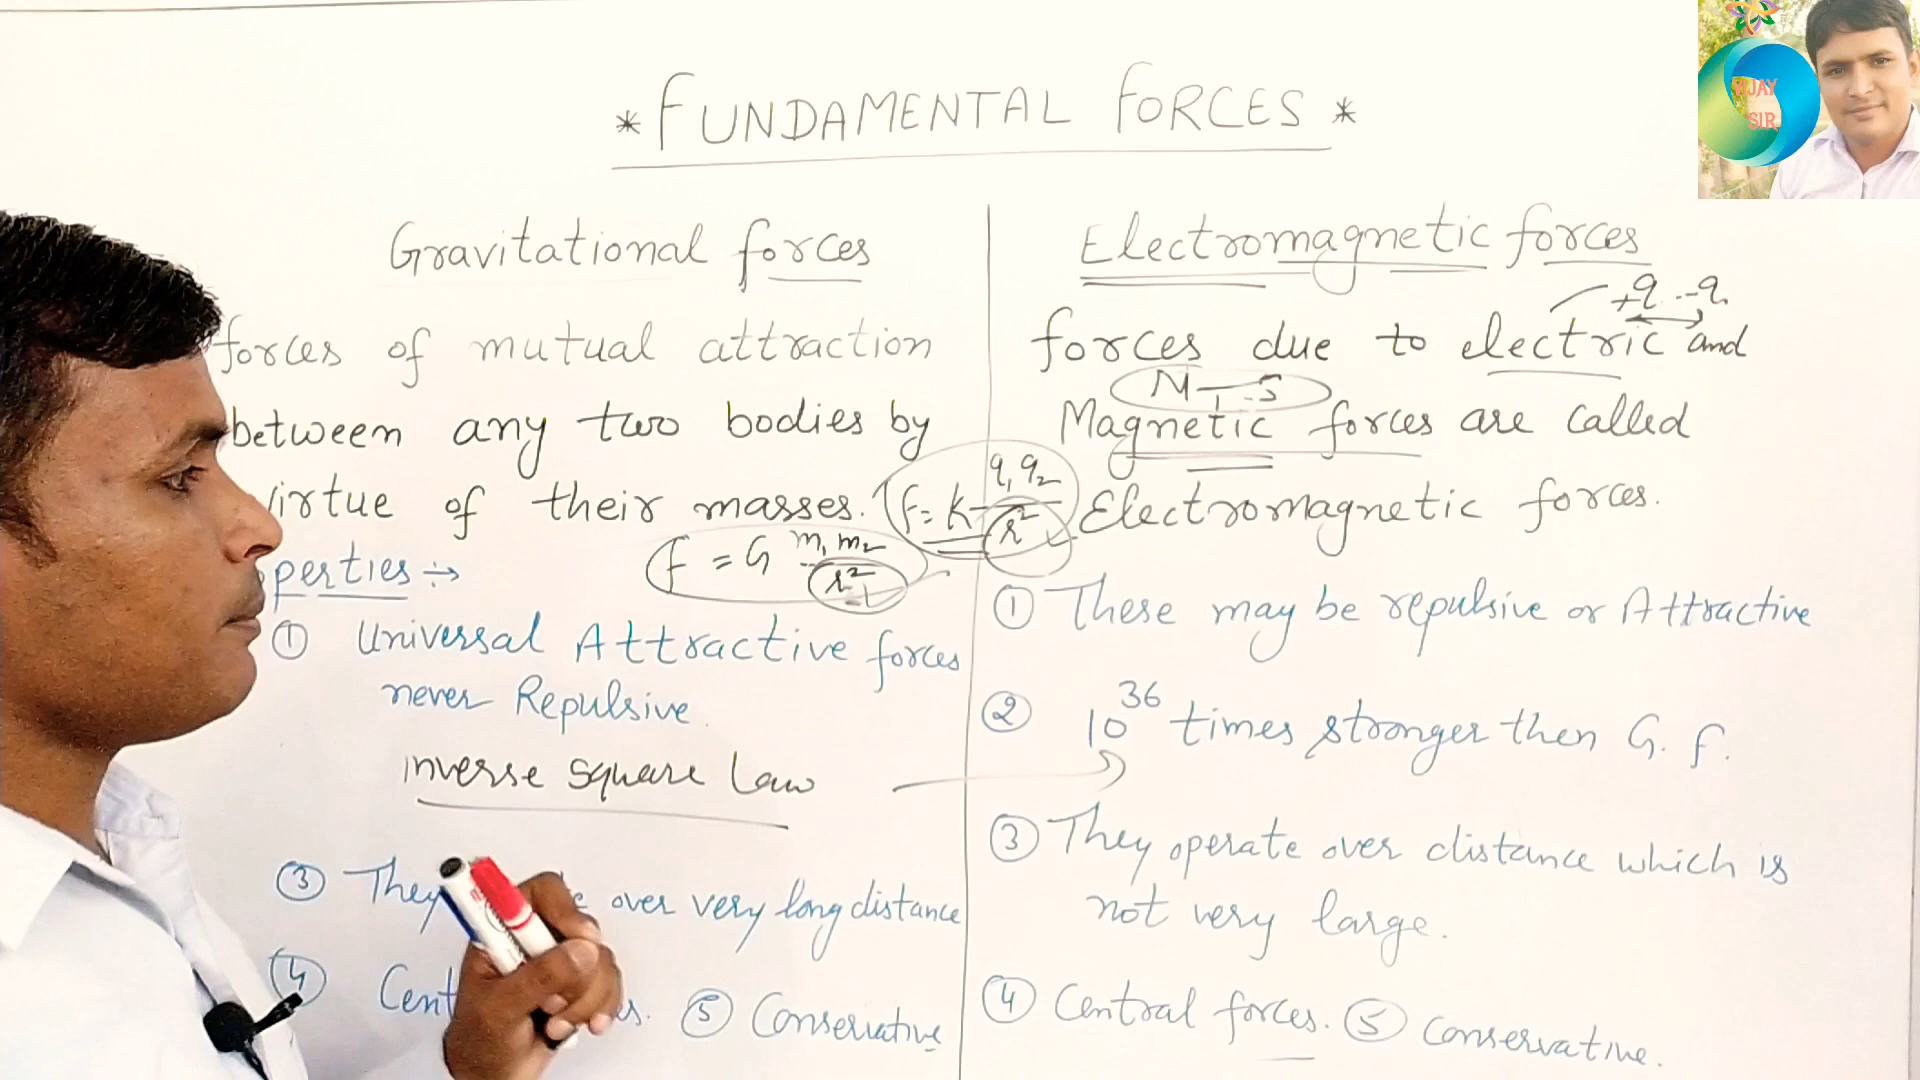 * FUNDAMENTAL FORCES *
VIJAY
SIR
Gravitational forces
forces of mutual attraction
between any two bodies by
virtue of their masses.
F = G m₁ m₂ / r²
perties :→
① Universal Attractive forces
never Repulsive.
inverse square Law
③ They over very long distance
④ Cent s. ⑤ Conservative
Electromagnetic forces
+q -q
forces due to electric and
N S
Magnetic forces are called
F = K q₁ q₂ / r²
Electromagnetic forces.
① These may be repulsive or Attractive
② 10³⁶ times stronger then G. f.
③ They operate over distance which is
not very large.
④ Central forces. ⑤ Conservative.